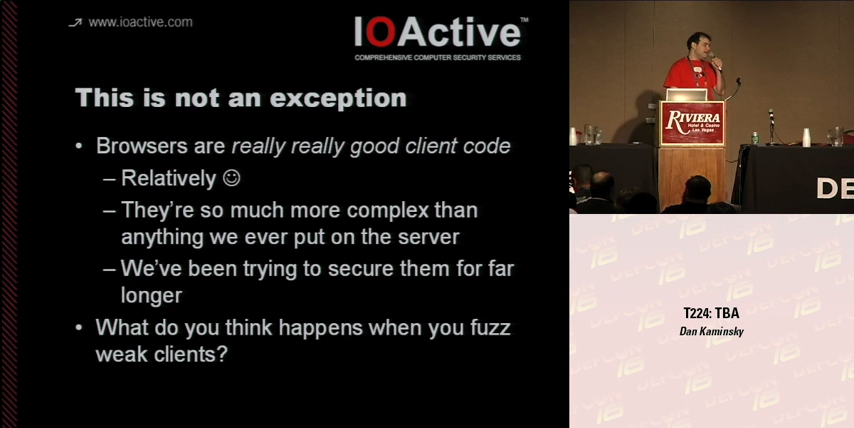 www.ioactive.com
IOActive™
COMPREHENSIVE COMPUTER SECURITY SERVICES
This is not an exception
• Browsers are really really good client code
– Relatively ☺
– They're so much more complex than
anything we ever put on the server
– We've been trying to secure them for far
longer
• What do you think happens when you fuzz
weak clients?
RIVIERA
Hotel & Casino
Las Vegas
DE
T224: TBA
Dan Kaminsky
DEFCON 16